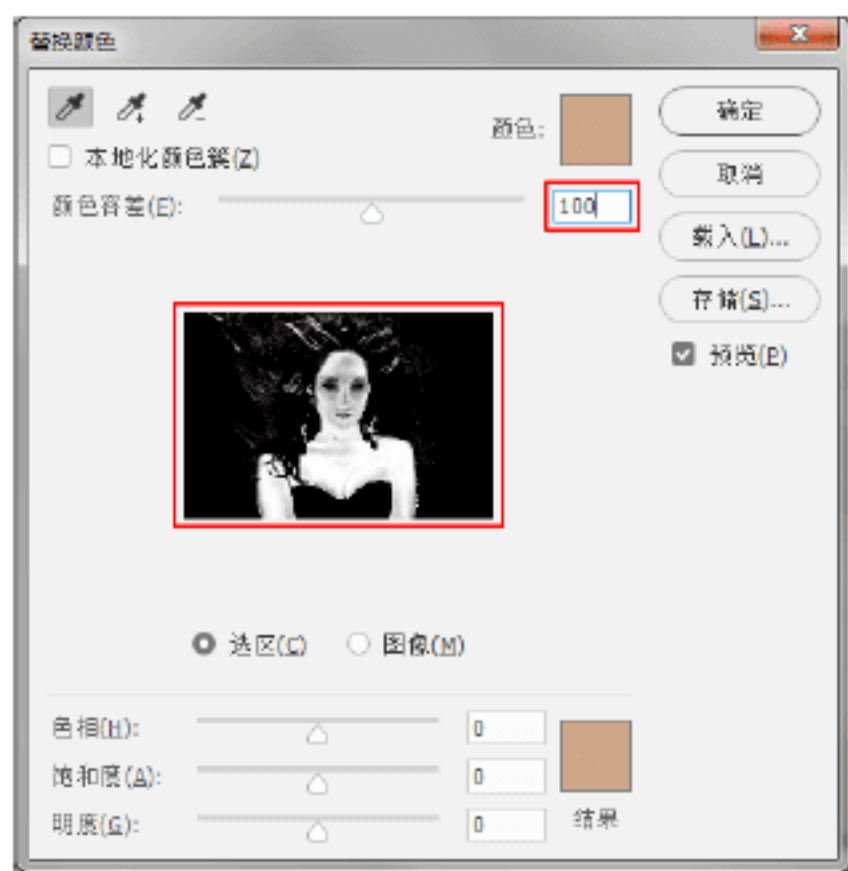 替换颜色
颜色:
确定
本地化颜色簇(Z)
取消
颜色容差(E):
100
载入(L)...
存储(S)...
预览(P)
选区(C) 图像(M)
色相(H): 0
饱和度(A): 0
明度(G): 0
结果